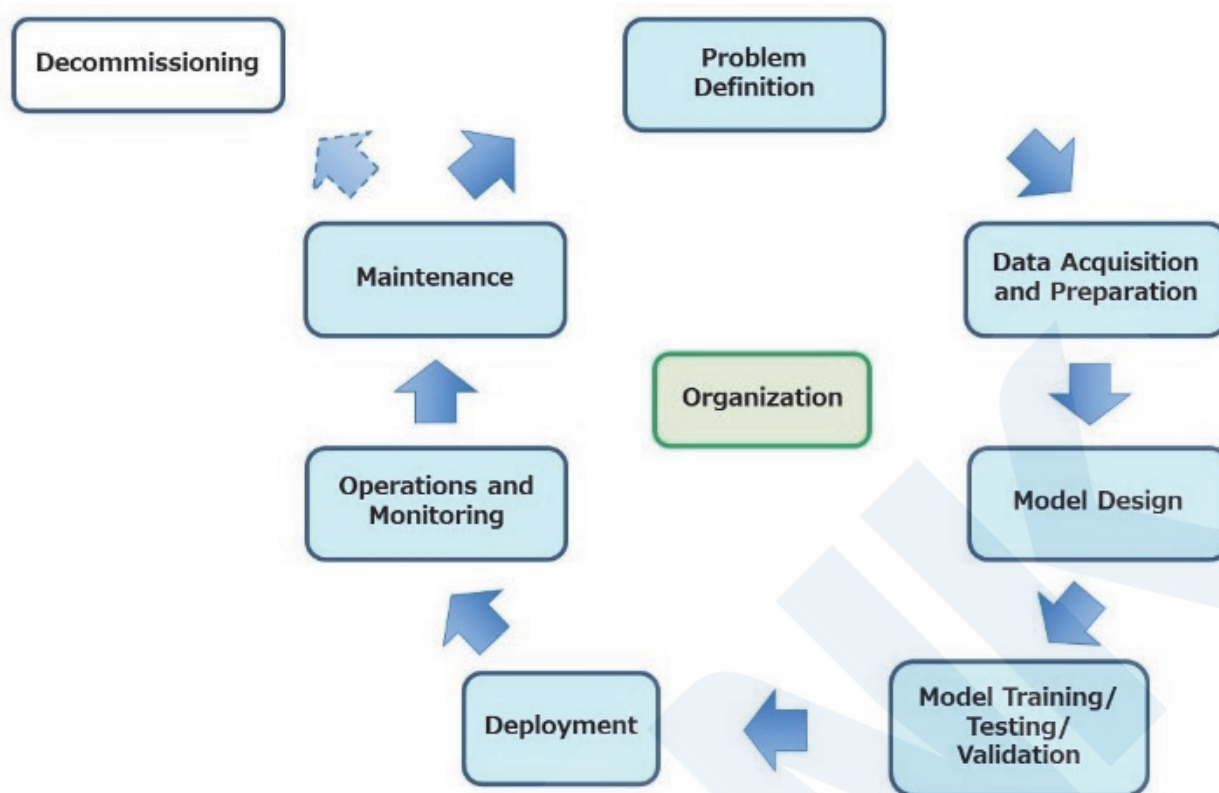 Decommissioning
Problem
Definition
Maintenance
Data Acquisition
and Preparation
Organization
Operations and
Monitoring
Model Design
Deployment
Model Training/
Testing/
Validation